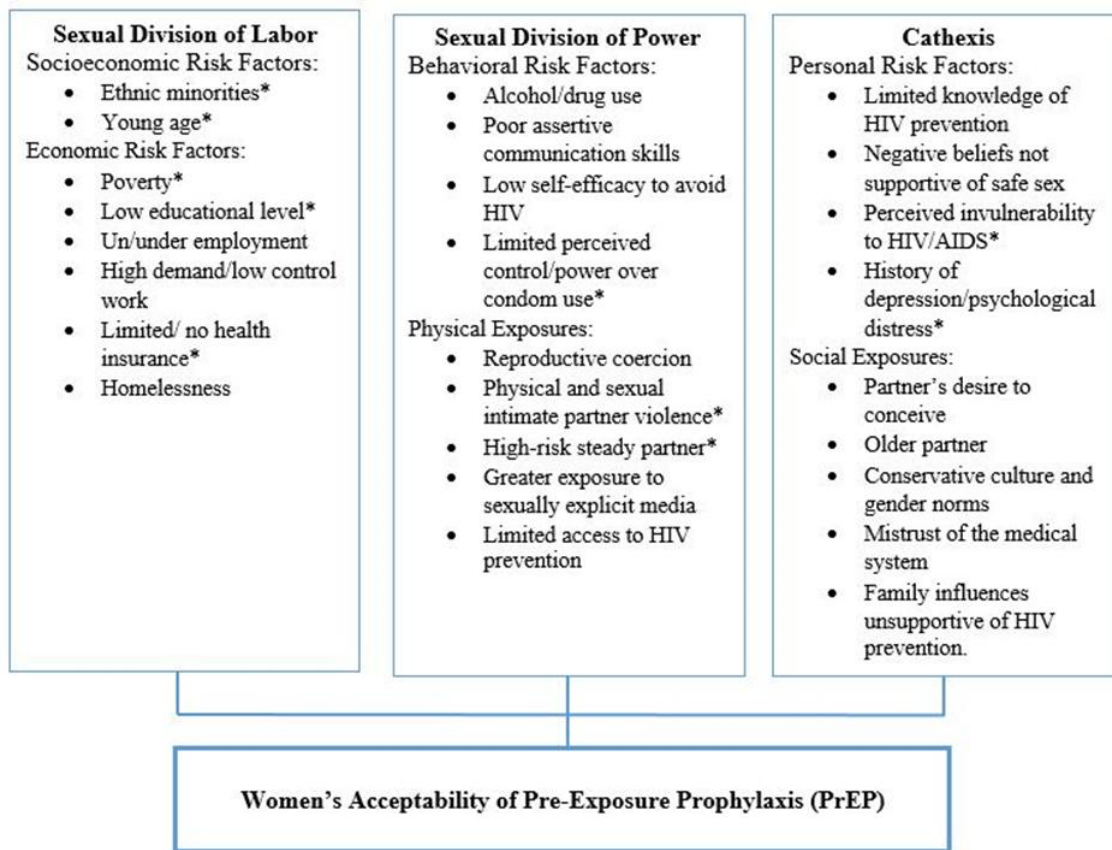 Sexual Division of Labor
Socioeconomic Risk Factors:
• Ethnic minorities*
• Young age*
Economic Risk Factors:
• Poverty*
• Low educational level*
• Un/under employment
• High demand/low control
work
• Limited/ no health
insurance*
• Homelessness
Sexual Division of Power
Behavioral Risk Factors:
• Alcohol/drug use
• Poor assertive
communication skills
• Low self-efficacy to avoid
HIV
• Limited perceived
control/power over
condom use*
Physical Exposures:
• Reproductive coercion
• Physical and sexual
intimate partner violence*
• High-risk steady partner*
• Greater exposure to
sexually explicit media
• Limited access to HIV
prevention
Cathexis
Personal Risk Factors:
• Limited knowledge of
HIV prevention
• Negative beliefs not
supportive of safe sex
• Perceived invulnerability
to HIV/AIDS*
• History of
depression/psychological
distress*
Social Exposures:
• Partner's desire to
conceive
• Older partner
• Conservative culture and
gender norms
• Mistrust of the medical
system
• Family influences
unsupportive of HIV
prevention.
Women's Acceptability of Pre-Exposure Prophylaxis (PrEP)